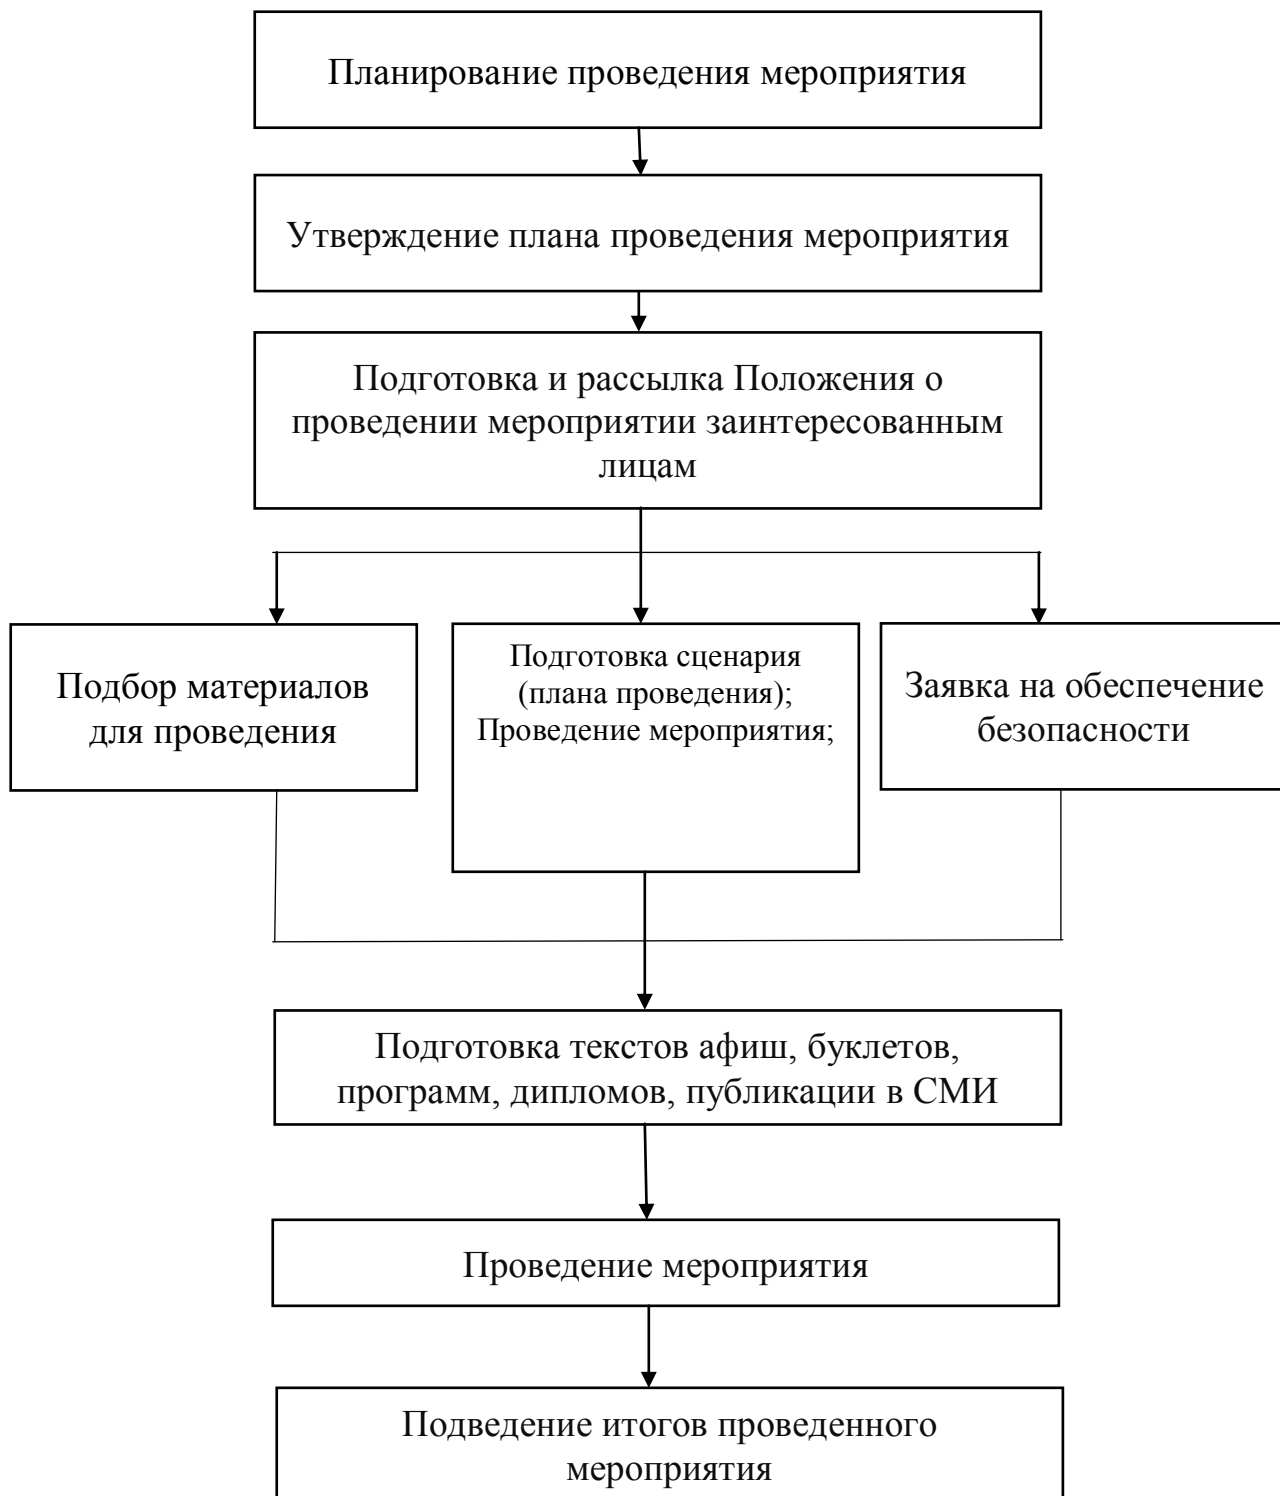 Планирование проведения мероприятия
Утверждение плана проведения мероприятия
Подготовка и рассылка Положения о
проведении мероприятии заинтересованным
лицам
Подбор материалов
для проведения
Подготовка сценария
(плана проведения);
Проведение мероприятия;
Заявка на обеспечение
безопасности
Подготовка текстов афиш, буклетов,
программ, дипломов, публикации в СМИ
Проведение мероприятия
Подведение итогов проведенного
мероприятия